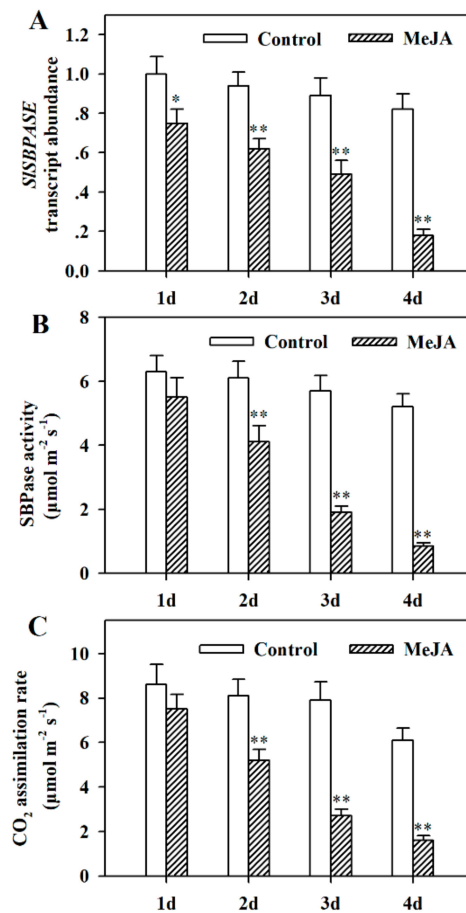 A
Control MeJA
SlSBPASE
transcript abundance
1.2
1.0
.8
.6
.4
.2
0.0
*
**
**
**
1d 2d 3d 4d
B
Control MeJA
SBPase activity
(µmol m⁻² s⁻¹)
8
6
4
2
0
**
**
**
1d 2d 3d 4d
C
Control MeJA
CO₂ assimilation rate
(µmol m⁻² s⁻¹)
10
8
6
4
2
0
**
**
**
1d 2d 3d 4d